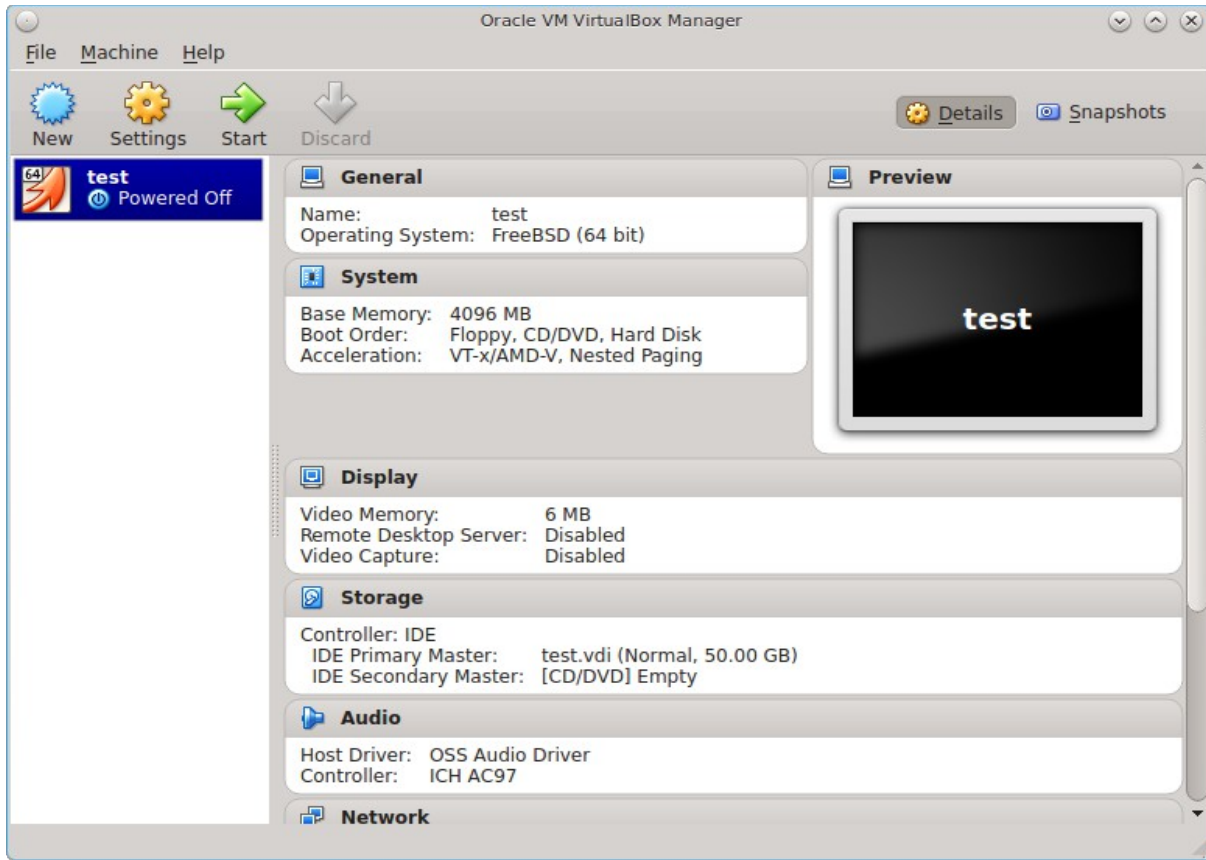 Oracle VM VirtualBox Manager
File Machine Help
New Settings Start Discard
Details Snapshots
64
test
Powered Off
General
Name: test
Operating System: FreeBSD (64 bit)
System
Base Memory: 4096 MB
Boot Order: Floppy, CD/DVD, Hard Disk
Acceleration: VT-x/AMD-V, Nested Paging
Preview
test
Display
Video Memory: 6 MB
Remote Desktop Server: Disabled
Video Capture: Disabled
Storage
Controller: IDE
IDE Primary Master: test.vdi (Normal, 50.00 GB)
IDE Secondary Master: [CD/DVD] Empty
Audio
Host Driver: OSS Audio Driver
Controller: ICH AC97
Network